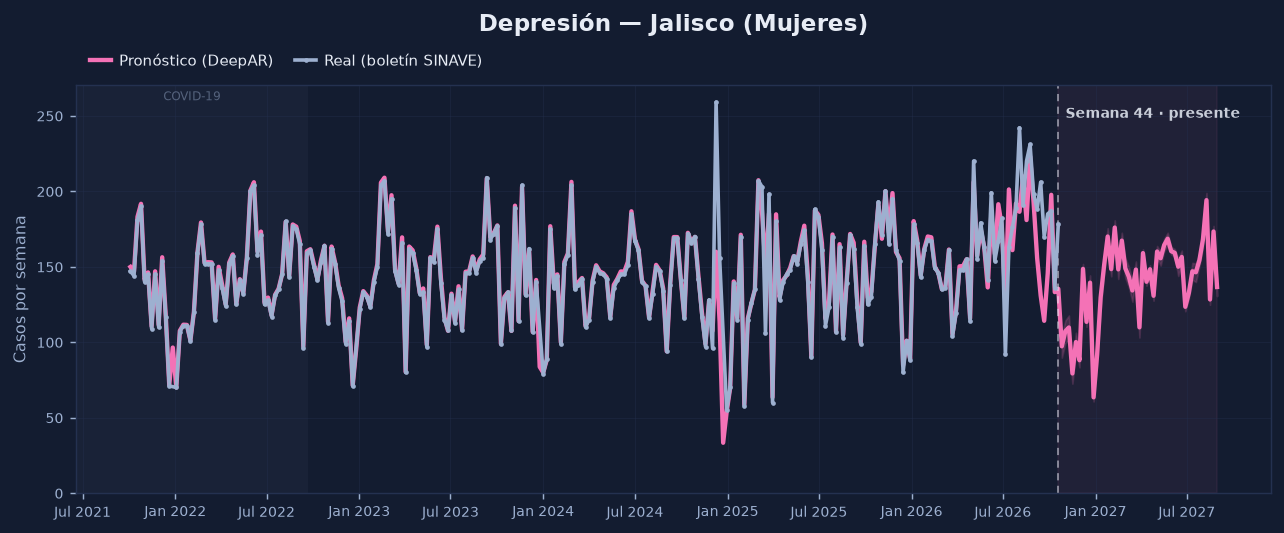 Depresión — Jalisco (Mujeres)
Pronóstico (DeepAR)
Real (boletín SINAVE)
COVID-19
Semana 44 · presente
Casos por semana
250
200
150
100
50
0
Jul 2021
Jan 2022
Jul 2022
Jan 2023
Jul 2023
Jan 2024
Jul 2024
Jan 2025
Jul 2025
Jan 2026
Jul 2026
Jan 2027
Jul 2027